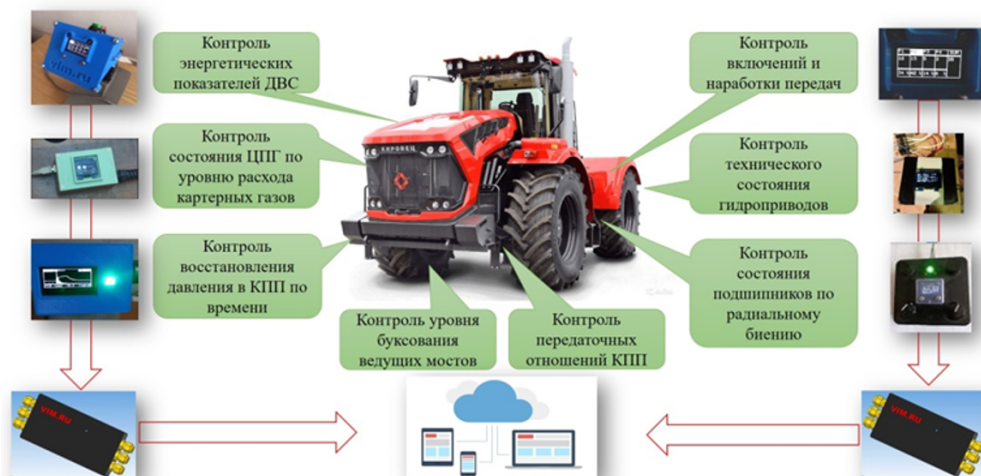 Контроль
энергетических
показателей ДВС
Контроль
включений и
наработки передач
vim.ru
КИРОВЕЦ
Контроль
состояния ЦПГ по
уровню расхода
картерных газов
Контроль
технического
состояния
гидроприводов
Контроль
восстановления
давления в КПП по
времени
Контроль
состояния
подшипников по
радиальному
биению
Контроль уровня
буксования
ведущих мостов
Контроль
передаточных
отношений КПП
VIM.RU
VIM.RU